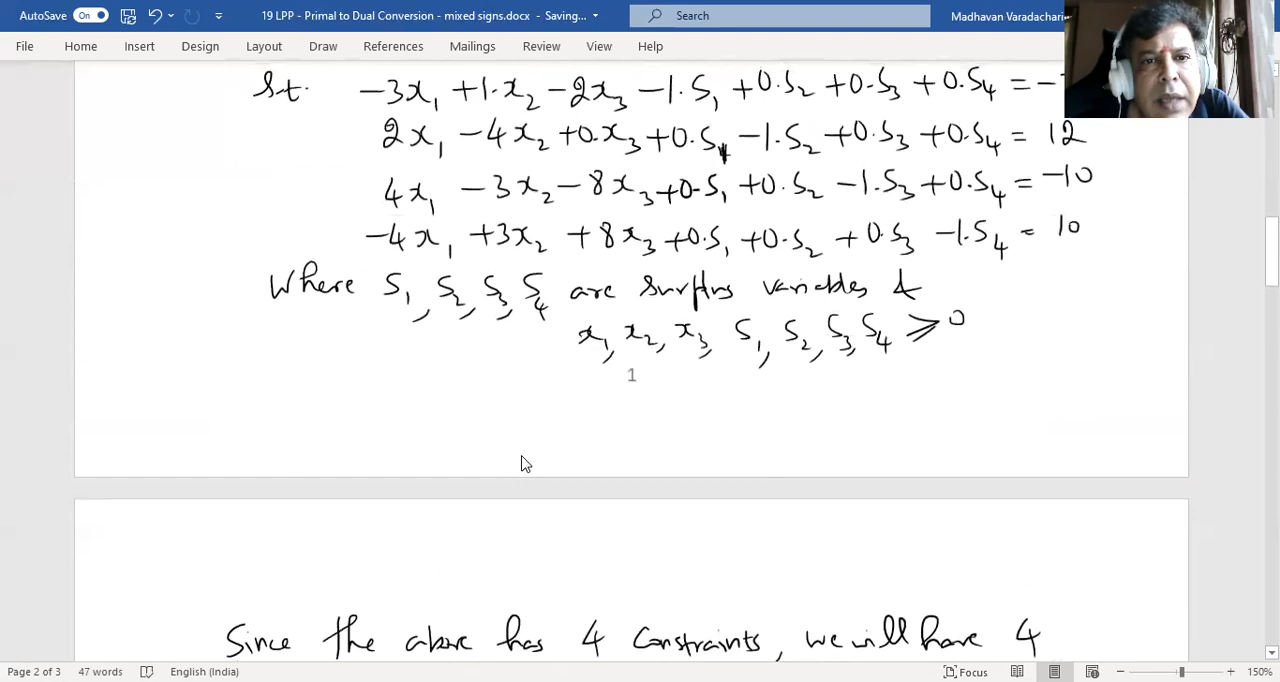 AutoSave On 19 LPP - Primal to Dual Conversion - mixed signs.docx - Saving... Search Madhavan Varadachari
File Home Insert Design Layout Draw References Mailings Review View Help
St. -3x₁ +1.x₂ -2x₃ -1.S₁ +0.S₂ +0.S₃ +0.S₄ = -
2x₁ -4x₂ +0.x₃ +0.S₁ -1.S₂ +0.S₃ +0.S₄ = 12
4x₁ -3x₂ -8x₃ +0.S₁ +0.S₂ -1.S₃ +0.S₄ = -10
-4x₁ +3x₂ +8x₃ +0.S₁ +0.S₂ +0.S₃ -1.S₄ = 10
Where S₁, S₂, S₃, S₄ are surplus variables &
x₁, x₂, x₃, S₁, S₂, S₃, S₄ ≥ 0
1
Since the above has 4 Constraints, we will have 4
Page 2 of 3 47 words English (India) Focus 150%